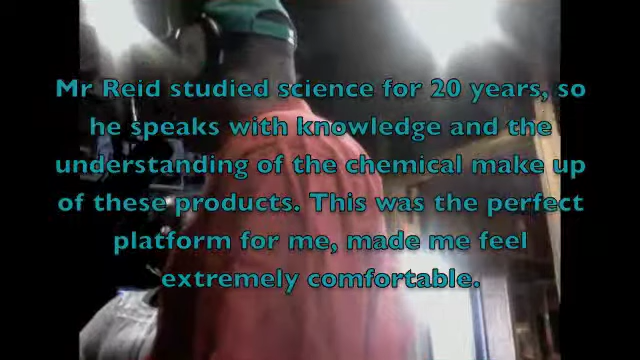 Mr Reid studied science for 20 years, so
he speaks with knowledge and the
understanding of the chemical make up
of these products. This was the perfect
platform for me, made me feel
extremely comfortable.